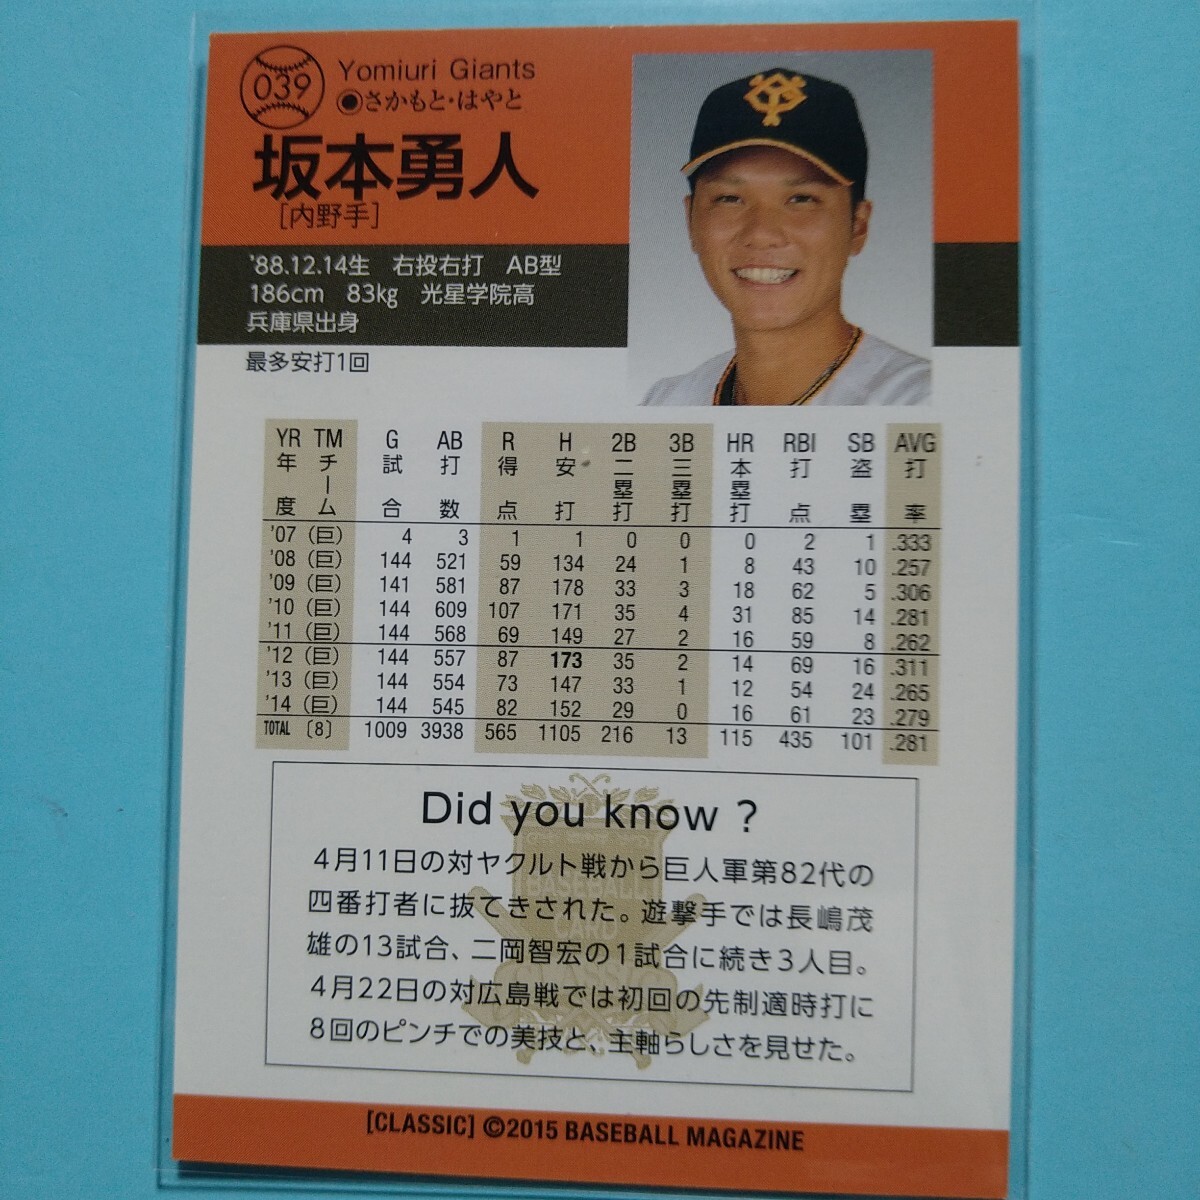 039
Yomiuri Giants
●さかもと・はやと
坂本勇人
[内野手]
'88.12.14生 右投右打 AB型
186cm 83kg 光星学院高
兵庫県出身
最多安打1回
YR TM G AB R H 2B 3B HR RBI SB AVG
年度 チーム 試合 打数 得点 安打 二塁打 三塁打 本塁打 打点 盗塁 打率
'07 (巨) 4 3 1 1 0 0 0 2 1 .333
'08 (巨) 144 521 59 134 24 1 8 43 10 .257
'09 (巨) 141 581 87 178 33 3 18 62 5 .306
'10 (巨) 144 609 107 171 35 4 31 85 14 .281
'11 (巨) 144 568 69 149 27 2 16 59 8 .262
'12 (巨) 144 557 87 173 35 2 14 69 16 .311
'13 (巨) 144 554 73 147 33 1 12 54 24 .265
'14 (巨) 144 545 82 152 29 0 16 61 23 .279
TOTAL [8] 1009 3938 565 1105 216 13 115 435 101 .281
Did you know ?
4月11日の対ヤクルト戦から巨人軍第82代の
四番打者に抜てきされた。遊撃手では長嶋茂
雄の13試合、二岡智宏の1試合に続き3人目。
4月22日の対広島戦では初回の先制適時打に
8回のピンチでの美技と、主軸らしさを見せた。
BASEBALL
CARD
CLASSIC
[CLASSIC] ©2015 BASEBALL MAGAZINE